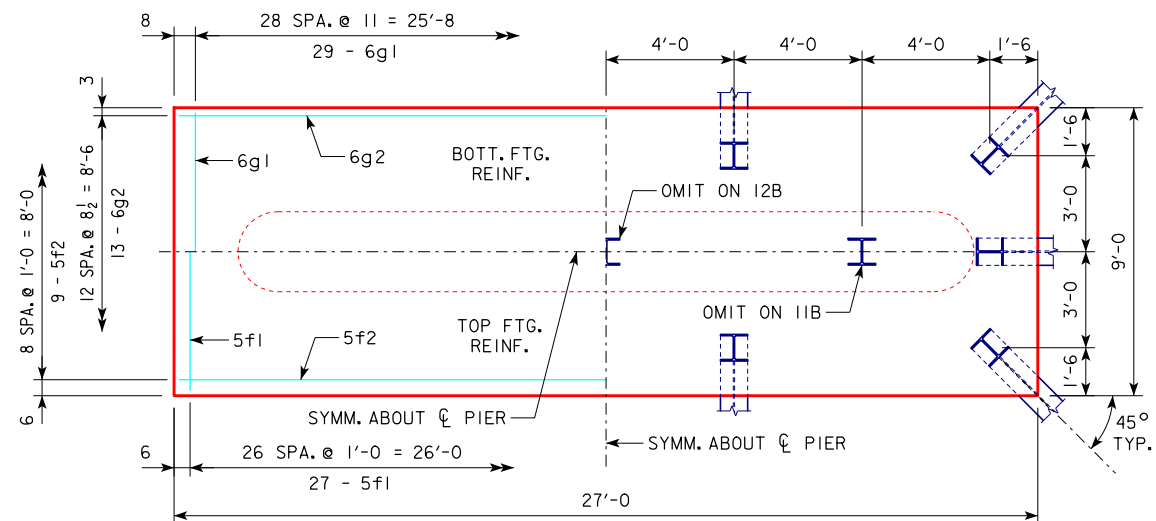 8
28 SPA. @ 11 = 25'-8
29 - 6g1
4'-0
4'-0
4'-0
1'-6
3
12 SPA. @ 8½ = 8'-6
13 - 6g2
8 SPA. @ 1'-0 = 8'-0
9 - 5f2
6
6g1
6g2
BOTT. FTG.
REINF.
OMIT ON 12B
OMIT ON 11B
TOP FTG.
REINF.
5f1
5f2
SYMM. ABOUT ℄ PIER
SYMM. ABOUT ℄ PIER
1'-6
3'-0
3'-0
1'-6
9'-0
45°
TYP.
6
26 SPA. @ 1'-0 = 26'-0
27 - 5f1
27'-0